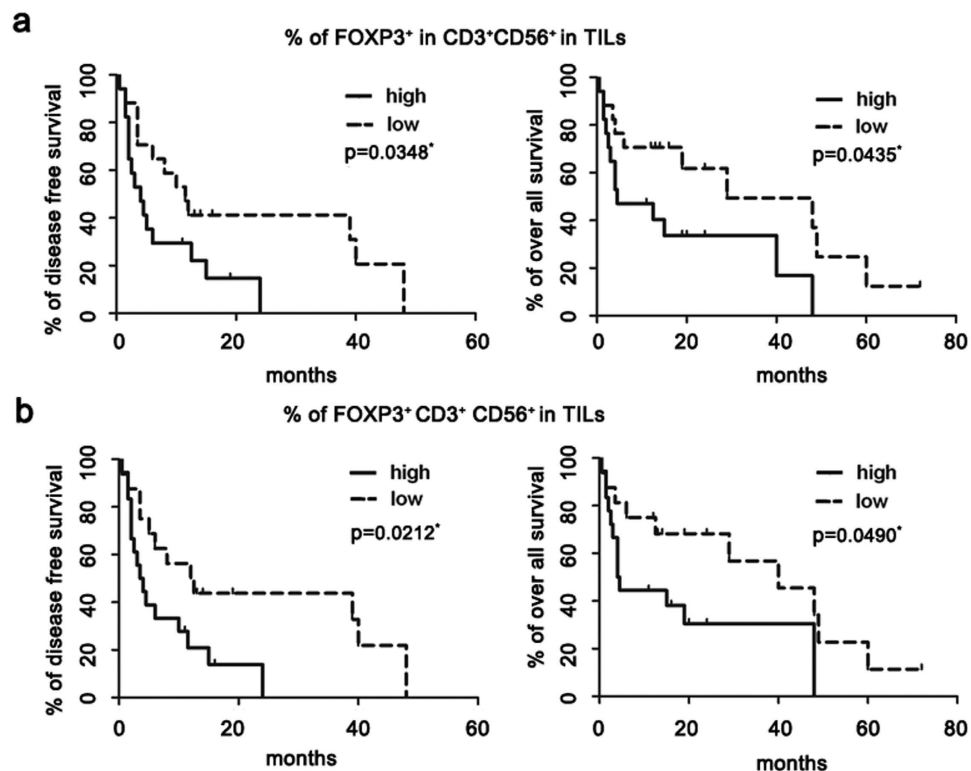 a
% of FOXP3⁺ in CD3⁺CD56⁺ in TILs
% of disease free survival
100
80
60
40
20
0
high
low
p=0.0348*
0 20 40 60
months
% of over all survival
100
80
60
40
20
0
high
low
p=0.0435*
0 20 40 60 80
months
b
% of FOXP3⁺ CD3⁺ CD56⁺ in TILs
% of disease free survival
100
80
60
40
20
0
high
low
p=0.0212*
0 20 40 60
months
% of over all survival
100
80
60
40
20
0
high
low
p=0.0490*
0 20 40 60 80
months